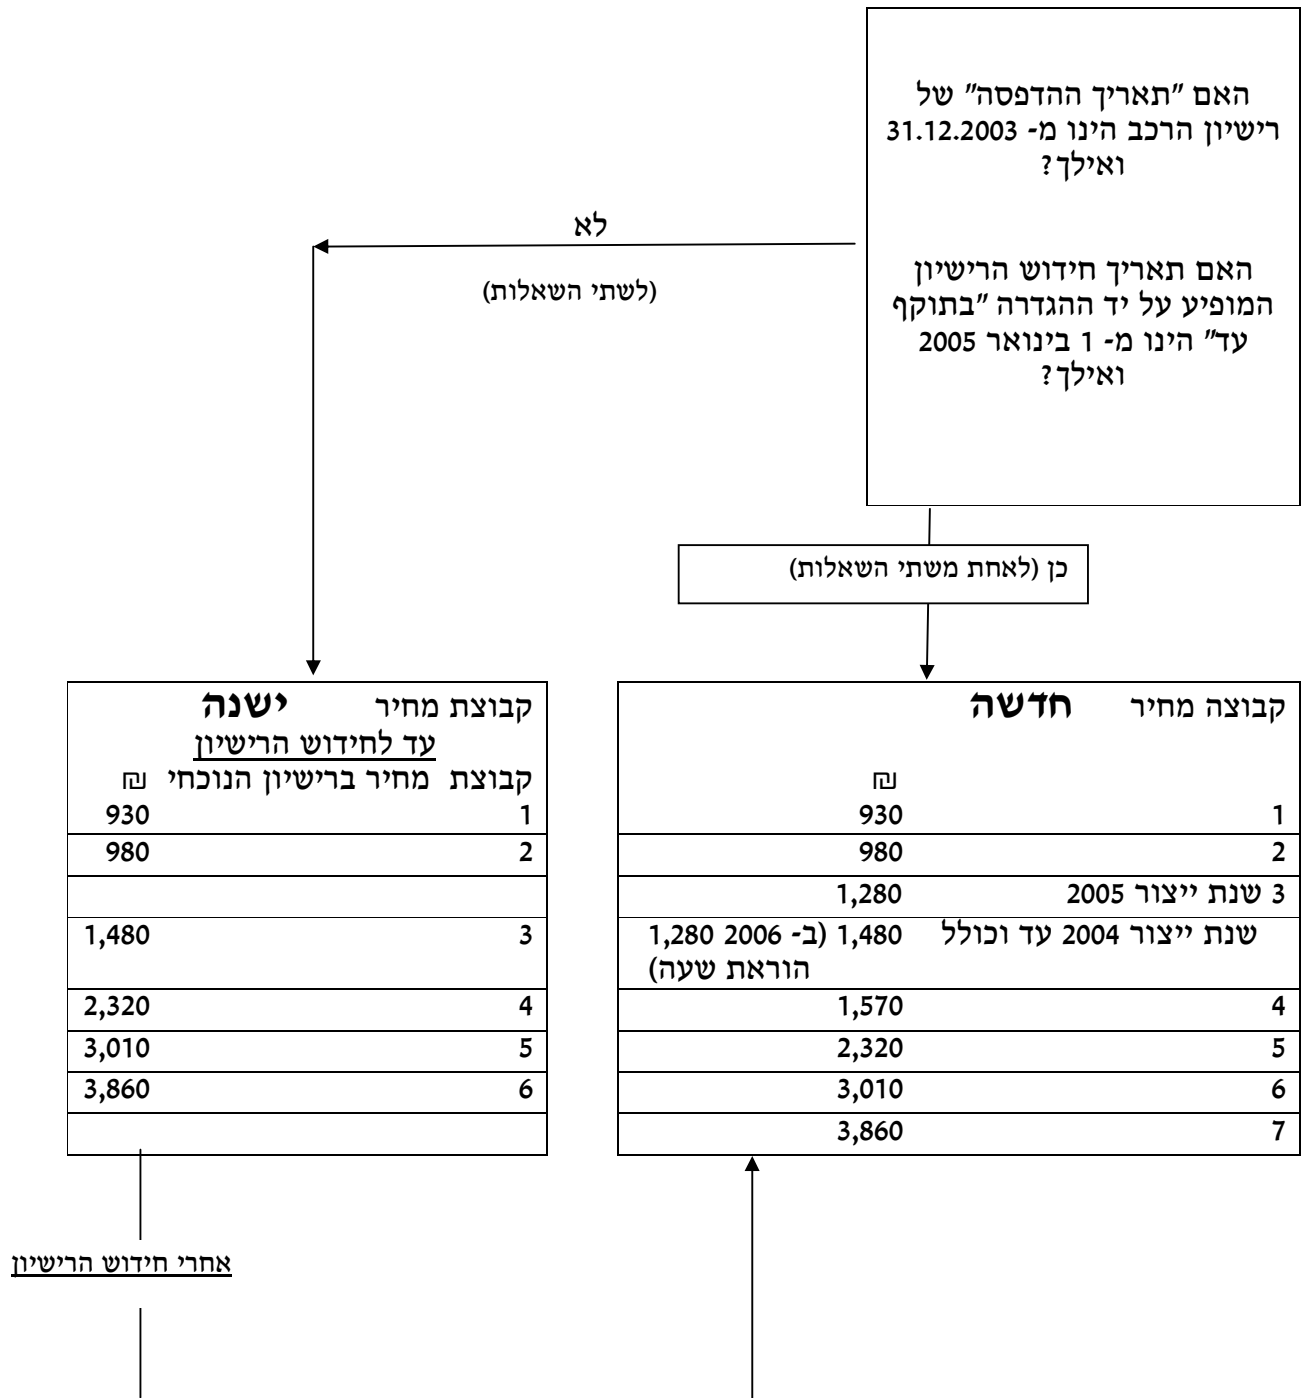 האם "תאריך ההדפסה" של
רישיון הרכב הינו מ- 31.12.2003
ואילך?
האם תאריך חידוש הרישיון
המופיע על יד ההגדרה "בתוקף
עד" הינו מ- 1 בינואר 2005
ואילך?
לא
(לשתי השאלות)
כן (לאחת משתי השאלות)
קבוצה מחיר חדשה
₪
1 930
2 980
3 שנת ייצור 2005 1,280
שנת ייצור 2004 עד וכולל 1,480 (ב- 2006 1,280
הוראת שעה)
4 1,570
5 2,320
6 3,010
7 3,860
קבוצת מחיר ישנה
עד לחידוש הרישיון
קבוצת מחיר ברישיון הנוכחי ₪
1 930
2 980
3 1,480
4 2,320
5 3,010
6 3,860
אחרי חידוש הרישיון